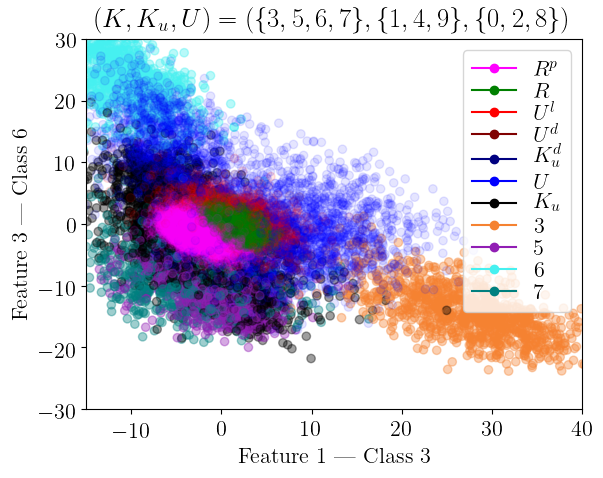 (K, K_u, U) = ({3, 5, 6, 7}, {1, 4, 9}, {0, 2, 8})
30
20
10
0
−10
−20
−30
Feature 3 — Class 6
R^p
R
U^l
U^d
K_u^d
U
K_u
3
5
6
7
−10
0
10
20
30
40
Feature 1 — Class 3